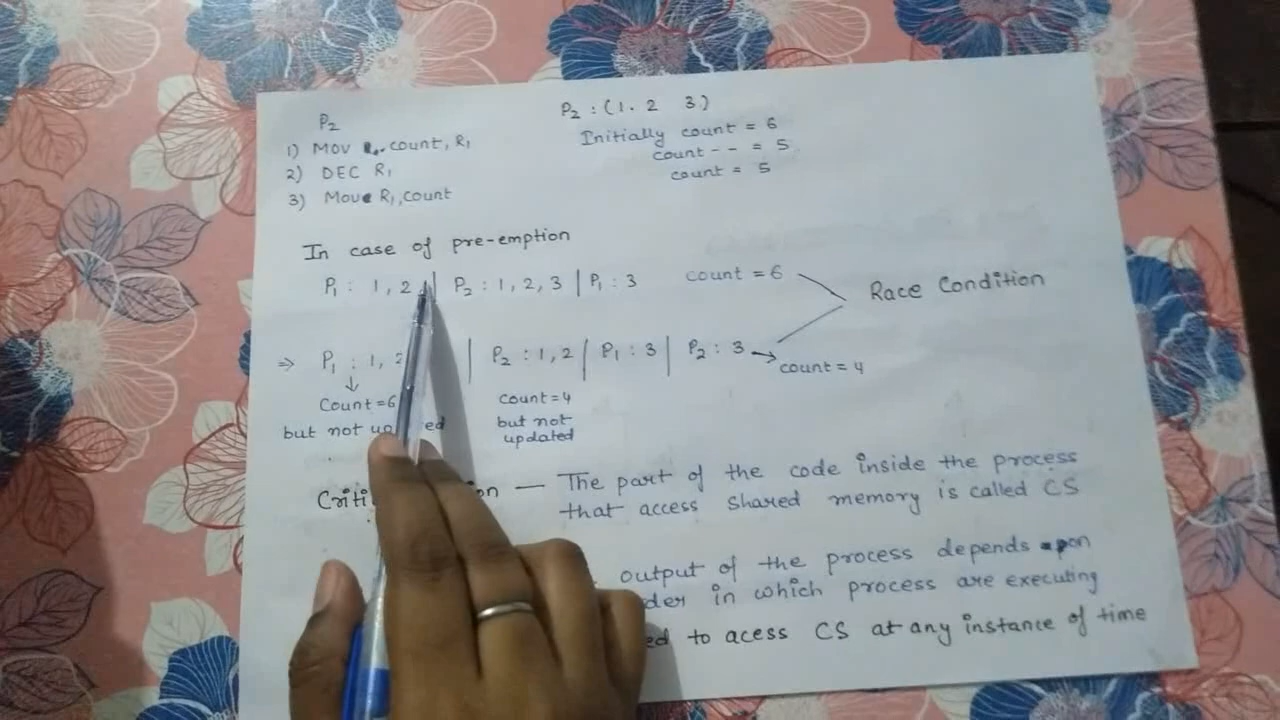 P2
1) MOV count, R1
2) DEC R1
3) Move R1, count
P2 : (1. 2 3)
Initially count = 6
count - - = 5
count = 5
In case of pre-emption
P1 : 1, 2 | P2 : 1, 2, 3 | P1 : 3 count = 6
Race Condition
⇒ P1 : 1, 2 | P2 : 1, 2 | P1 : 3 | P2 : 3 → count = 4
↓
Count = 6
but not
count = 4
but not
updated
— The part of the code inside the process
that access shared memory is called CS
output of the process depends upon
in which process are executing
to acess CS at any instance of time